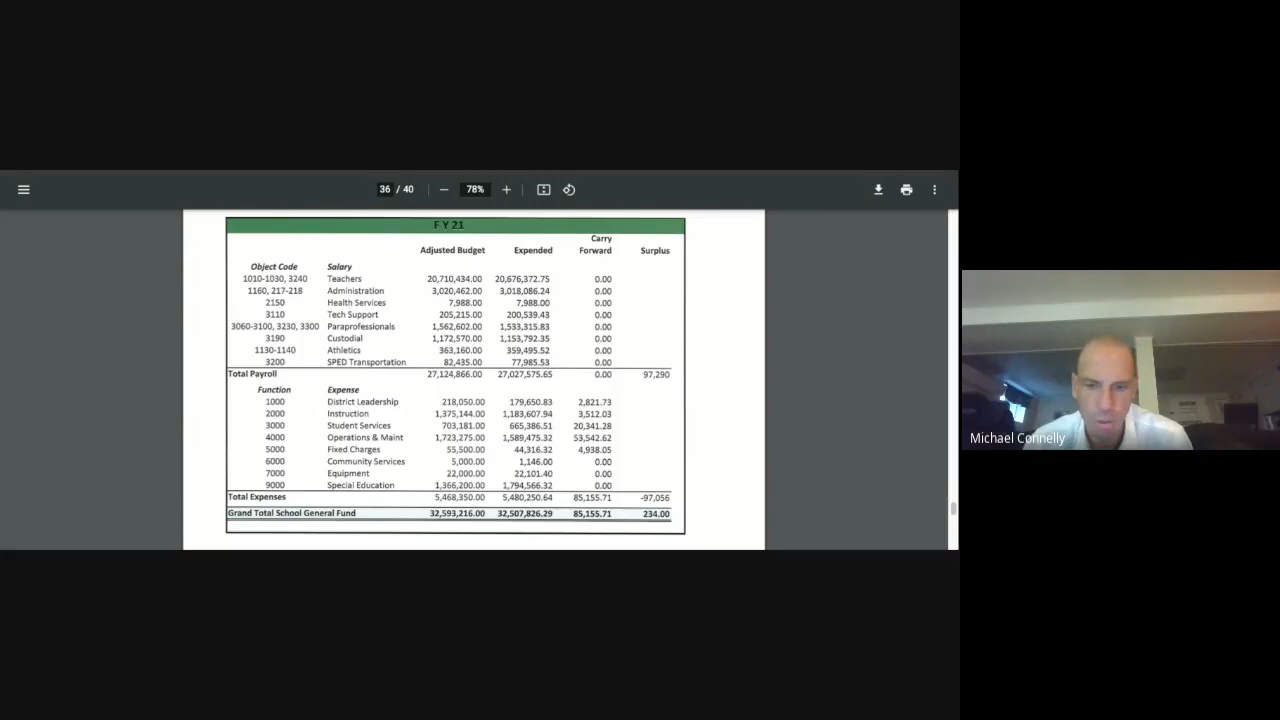 36 / 40 78%
F Y 21
Carry
Adjusted Budget Expended Forward Surplus
Object Code Salary
1010-1030, 3240 Teachers 20,710,434.00 20,676,372.75 0.00
1160, 217-218 Administration 3,020,462.00 3,018,086.24 0.00
2150 Health Services 7,988.00 7,988.00 0.00
3110 Tech Support 205,215.00 200,539.43 0.00
3060-3100, 3230, 3300 Paraprofessionals 1,562,602.00 1,533,315.83 0.00
3190 Custodial 1,172,570.00 1,153,792.35 0.00
1130-1140 Athletics 363,160.00 359,495.52 0.00
3200 SPED Transportation 82,435.00 77,985.53 0.00
Total Payroll 27,124,866.00 27,027,575.65 0.00 97,290
Function Expense
1000 District Leadership 218,050.00 179,650.83 2,821.73
2000 Instruction 1,375,144.00 1,183,607.94 3,512.03
3000 Student Services 703,181.00 665,386.51 20,341.28
4000 Operations & Maint 1,723,275.00 1,589,475.32 53,542.62
5000 Fixed Charges 55,500.00 44,316.32 4,938.05
6000 Community Services 5,000.00 1,146.00 0.00
7000 Equipment 22,000.00 22,101.40 0.00
9000 Special Education 1,366,200.00 1,794,566.32 0.00
Total Expenses 5,468,350.00 5,480,250.64 85,155.71 -97,056
Grand Total School General Fund 32,593,216.00 32,507,826.29 85,155.71 234.00
Michael Connelly